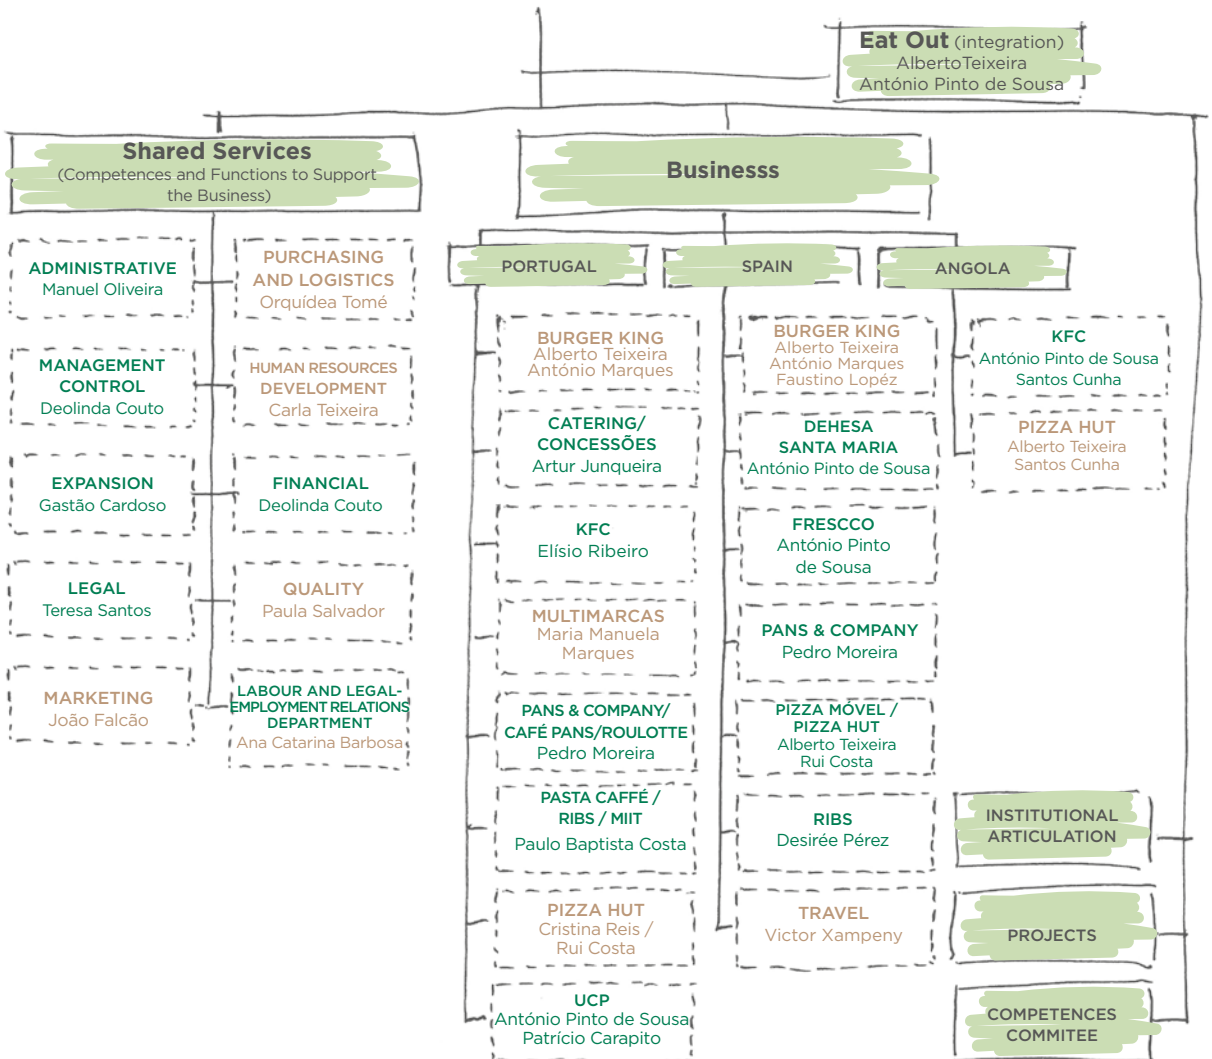 Eat Out (integration)
AlbertoTeixeira
António Pinto de Sousa
Shared Services
(Competences and Functions to Support
the Business)
Businesss
ADMINISTRATIVE
Manuel Oliveira
PURCHASING
AND LOGISTICS
Orquídea Tomé
MANAGEMENT
CONTROL
Deolinda Couto
HUMAN RESOURCES
DEVELOPMENT
Carla Teixeira
EXPANSION
Gastão Cardoso
FINANCIAL
Deolinda Couto
LEGAL
Teresa Santos
QUALITY
Paula Salvador
MARKETING
João Falcão
LABOUR AND LEGAL-
EMPLOYMENT RELATIONS
DEPARTMENT
Ana Catarina Barbosa
PORTUGAL
BURGER KING
Alberto Teixeira
António Marques
CATERING/
CONCESSÕES
Artur Junqueira
KFC
Elísio Ribeiro
MULTIMARCAS
Maria Manuela
Marques
PANS & COMPANY/
CAFÉ PANS/ROULOTTE
Pedro Moreira
PASTA CAFFÉ /
RIBS / MIIT
Paulo Baptista Costa
PIZZA HUT
Cristina Reis /
Rui Costa
UCP
António Pinto de Sousa
Patrício Carapito
SPAIN
BURGER KING
Alberto Teixeira
António Marques
Faustino Lopéz
DEHESA
SANTA MARIA
António Pinto de Sousa
FRESCCO
António Pinto
de Sousa
PANS & COMPANY
Pedro Moreira
PIZZA MÓVEL /
PIZZA HUT
Alberto Teixeira
Rui Costa
RIBS
Desirée Pérez
TRAVEL
Victor Xampeny
ANGOLA
KFC
António Pinto de Sousa
Santos Cunha
PIZZA HUT
Alberto Teixeira
Santos Cunha
INSTITUTIONAL
ARTICULATION
PROJECTS
COMPETENCES
COMMITEE